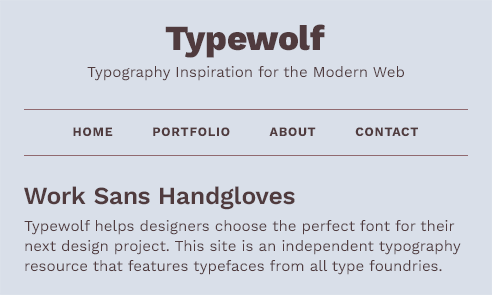 Typewolf
Typography Inspiration for the Modern Web
HOME PORTFOLIO ABOUT CONTACT
Work Sans Handgloves
Typewolf helps designers choose the perfect font for their
next design project. This site is an independent typography
resource that features typefaces from all type foundries.